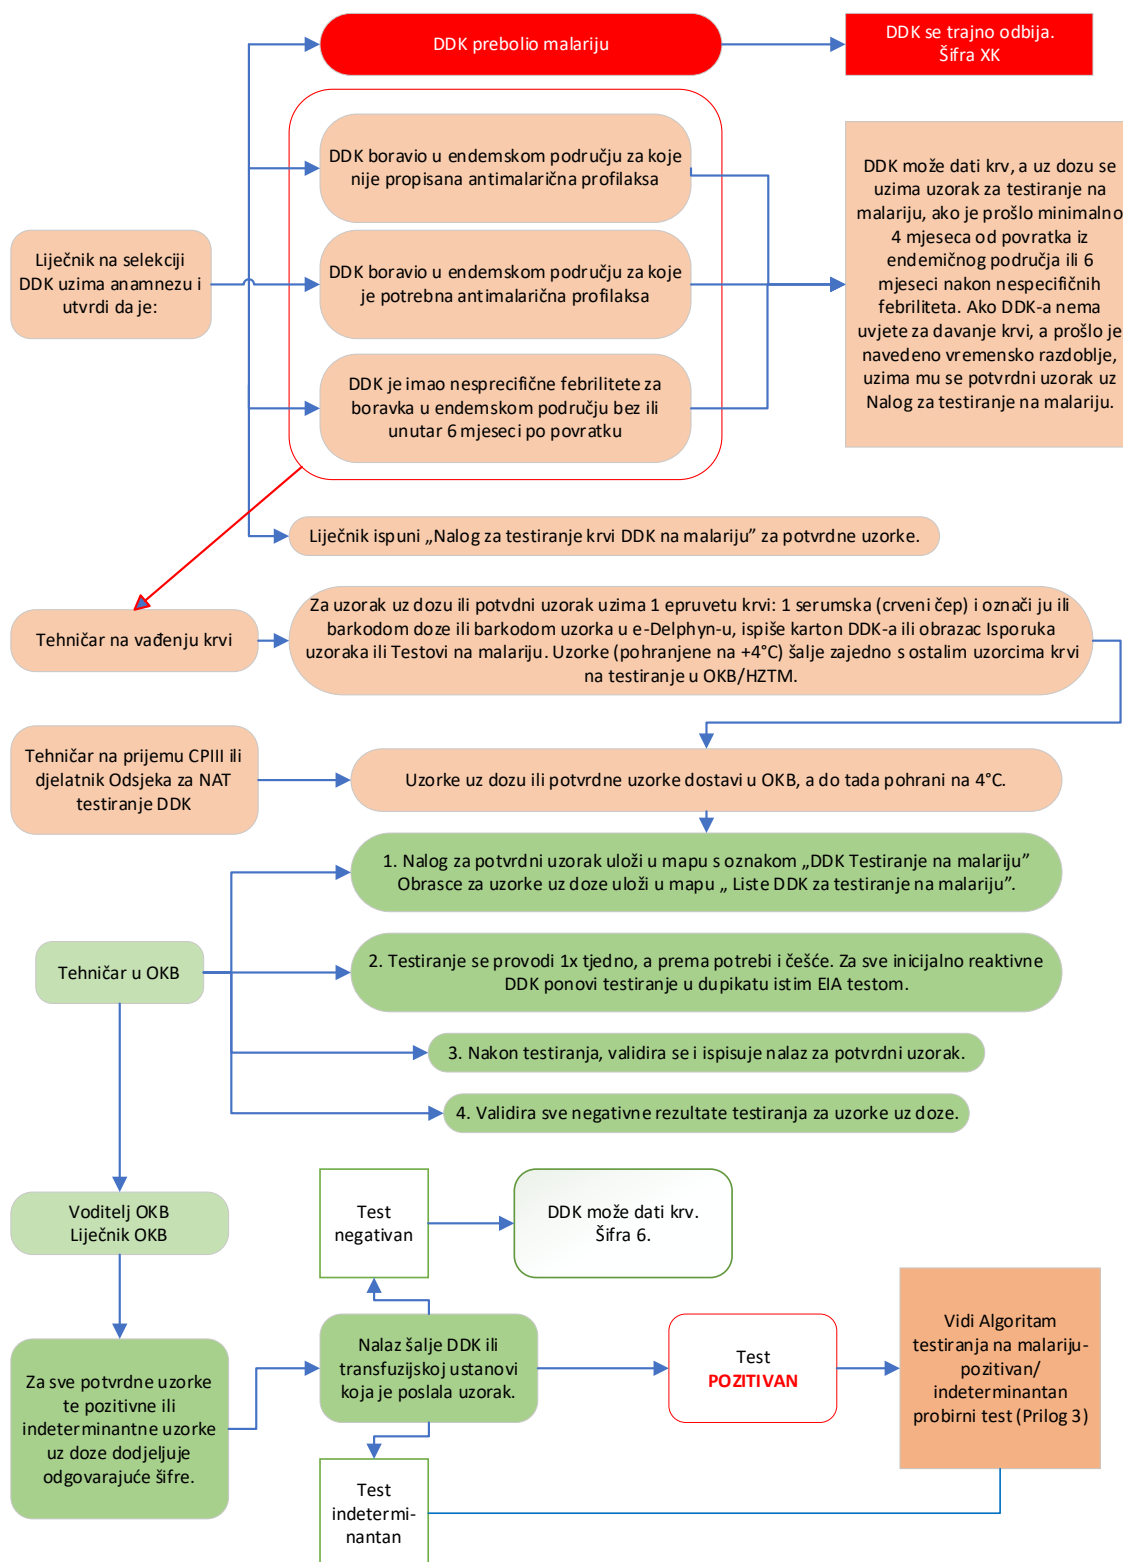 DDK prebolio malariju
DDK se trajno odbija.
Šifra XK
DDK boravio u endemskom području za koje
nije propisana antimalarična profilaksa
DDK može dati krv, a uz dozu se
uzima uzorak za testiranje na
malariju, ako je prošlo minimalno
4 mjeseca od povratka iz
endemičnog područja ili 6
mjeseci nakon nespecifičnih
febriliteta. Ako DDK-a nema
uvjete za davanje krvi, a prošlo je
navedeno vremensko razdoblje,
uzima mu se potvrdni uzorak uz
Nalog za testiranje na malariju.
Liječnik na selekciji
DDK uzima anamnezu i
utvrdi da je:
DDK boravio u endemskom području za koje
je potrebna antimalarična profilaksa
DDK je imao nesprecifične febrilitete za
boravka u endemskom području bez ili
unutar 6 mjeseci po povratku
Liječnik ispuni „Nalog za testiranje krvi DDK na malariju” za potvrdne uzorke.
Tehničar na vađenju krvi
Za uzorak uz dozu ili potvdni uzorak uzima 1 epruvetu krvi: 1 serumska (crveni čep) i označi ju ili
barkodom doze ili barkodom uzorka u e-Delphyn-u, ispiše karton DDK-a ili obrazac Isporuka
uzoraka ili Testovi na malariju. Uzorke (pohranjene na +4°C) šalje zajedno s ostalim uzorcima krvi
na testiranje u OKB/HZTM.
Tehničar na prijemu CPIII ili
djelatnik Odsjeka za NAT
testiranje DDK
Uzorke uz dozu ili potvrdne uzorke dostavi u OKB, a do tada pohrani na 4°C.
1. Nalog za potvrdni uzorak uloži u mapu s oznakom „DDK Testiranje na malariju”
Obrasce za uzorke uz doze uloži u mapu „ Liste DDK za testiranje na malariju”.
Tehničar u OKB
2. Testiranje se provodi 1x tjedno, a prema potrebi i češće. Za sve inicijalno reaktivne
DDK ponovi testiranje u dupikatu istim EIA testom.
3. Nakon testiranja, validira se i ispisuje nalaz za potvrdni uzorak.
4. Validira sve negativne rezultate testiranja za uzorke uz doze.
Voditelj OKB
Liječnik OKB
Test
negativan
DDK može dati krv.
Šifra 6.
Za sve potvrdne uzorke
te pozitivne ili
indeterminantne uzorke
uz doze dodjeljuje
odgovarajuće šifre.
Nalaz šalje DDK ili
transfuzijskoj ustanovi
koja je poslala uzorak.
Test
POZITIVAN
Vidi Algoritam
testiranja na malariju-
pozitivan/
indeterminantan
probirni test (Prilog 3)
Test
indetermi-
nantan